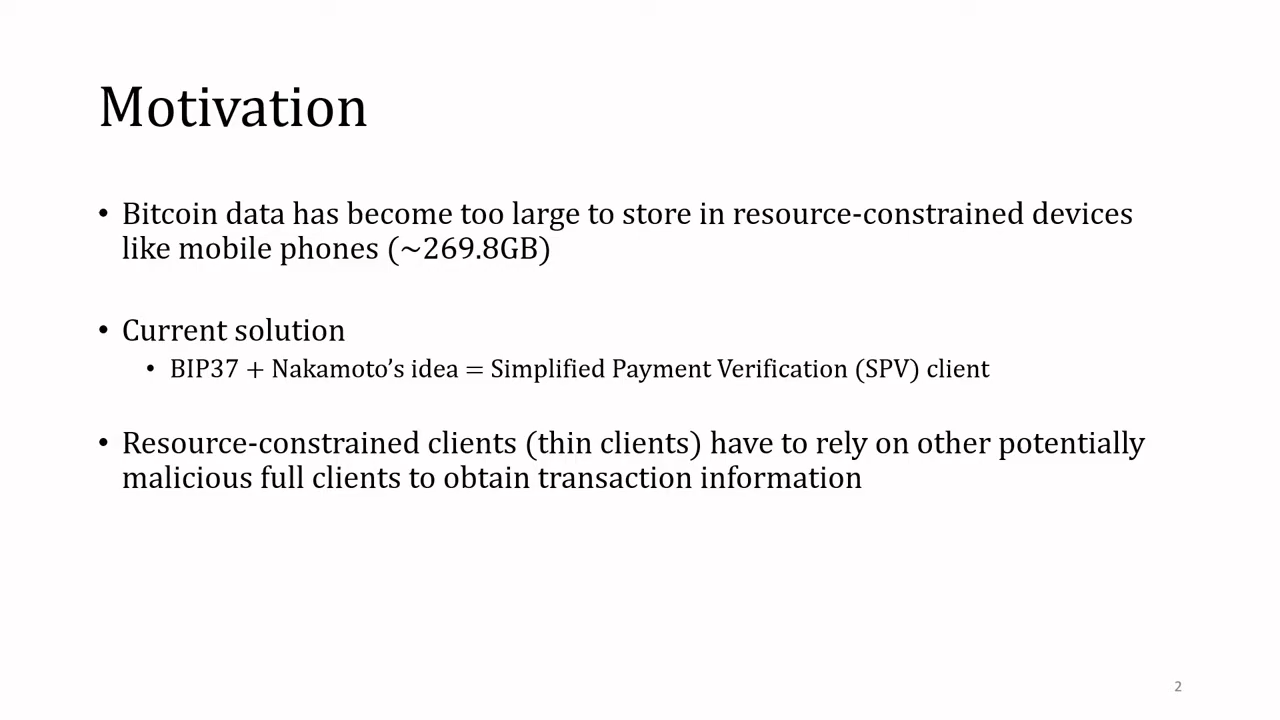 Motivation
• Bitcoin data has become too large to store in resource-constrained devices
like mobile phones (~269.8GB)
• Current solution
• BIP37 + Nakamoto’s idea = Simplified Payment Verification (SPV) client
• Resource-constrained clients (thin clients) have to rely on other potentially
malicious full clients to obtain transaction information
2